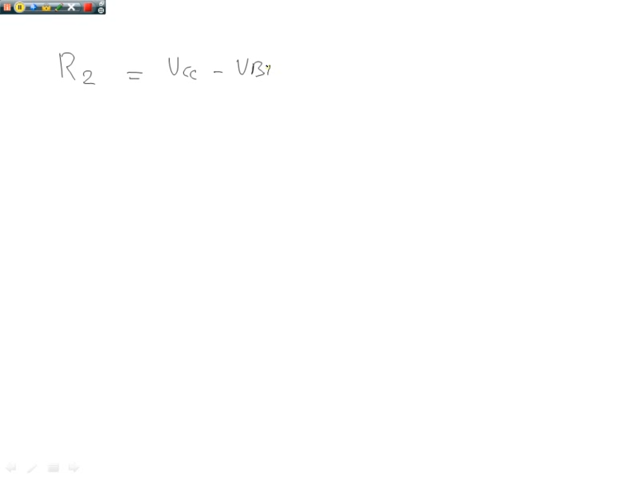 R2 = Vcc - VB